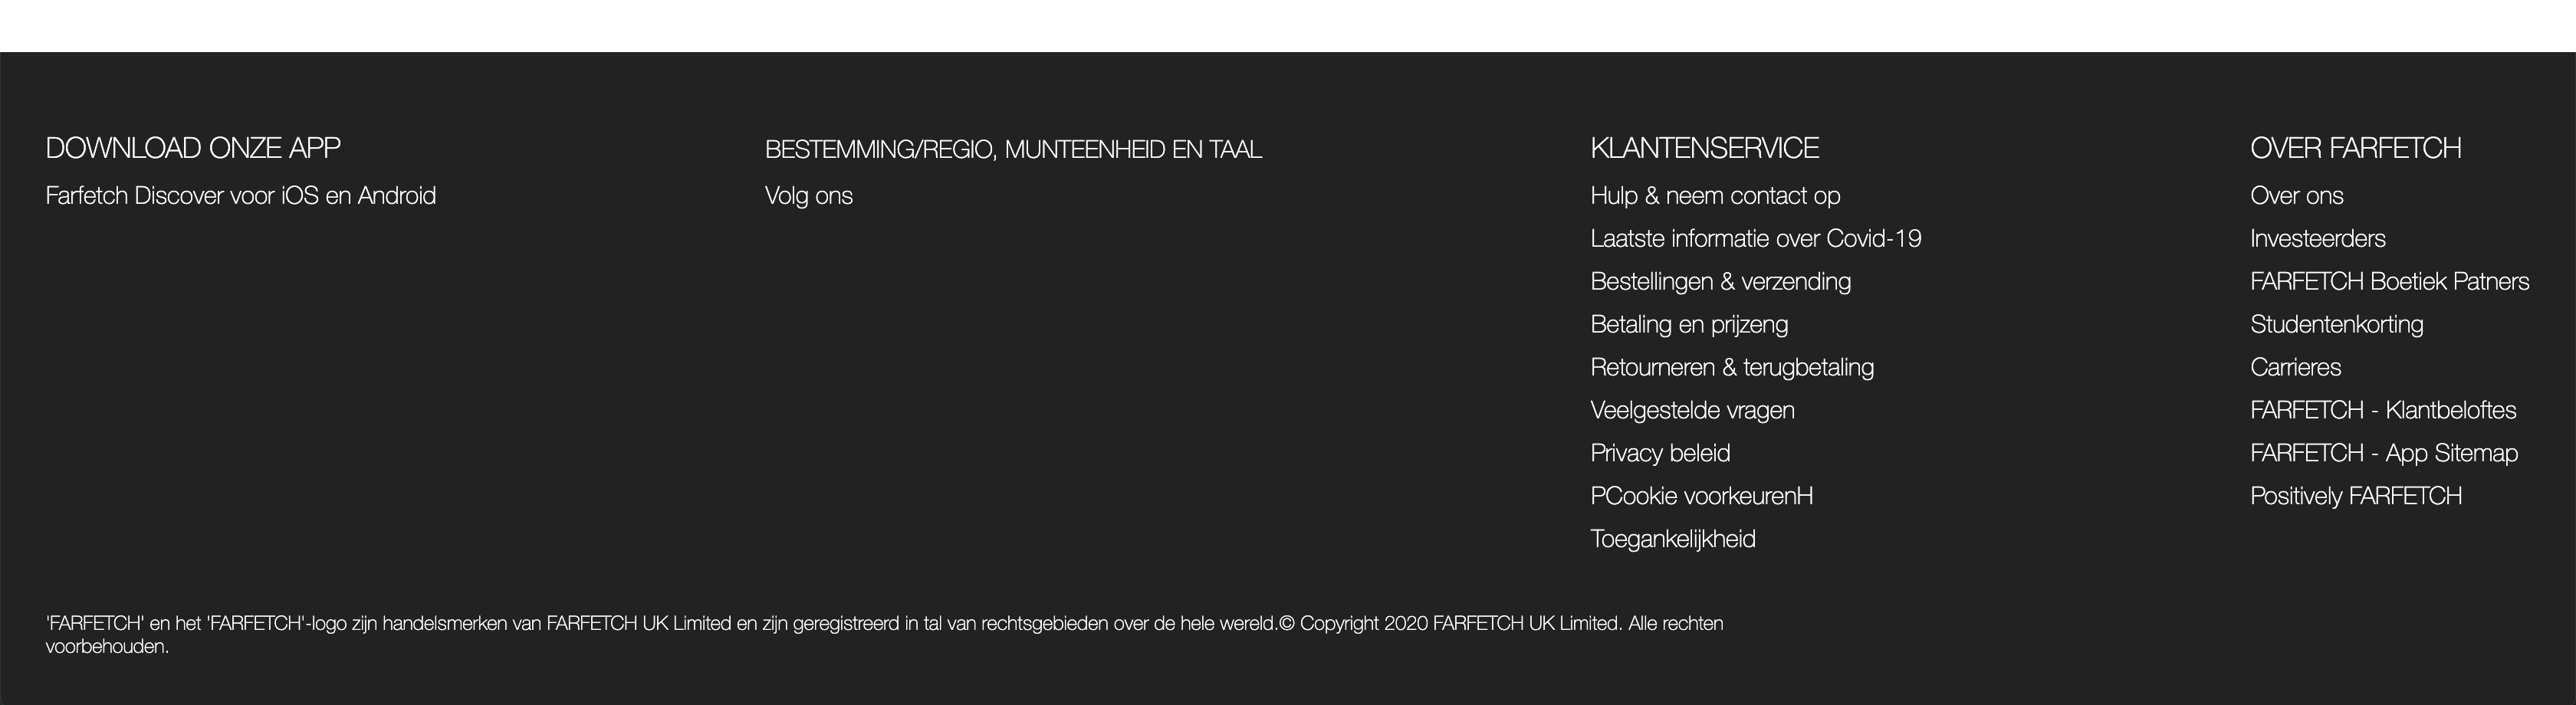 DOWNLOAD ONZE APP
Farfetch Discover voor iOS en Android
BESTEMMING/REGIO, MUNTEENHEID EN TAAL
Volg ons
KLANTENSERVICE
Hulp & neem contact op
Laatste informatie over Covid-19
Bestellingen & verzending
Betaling en prijzeng
Retourneren & terugbetaling
Veelgestelde vragen
Privacy beleid
PCookie voorkeurenH
Toegankelijkheid
OVER FARFETCH
Over ons
Investeerders
FARFETCH Boetiek Patners
Studentenkorting
Carrieres
FARFETCH - Klantbeloftes
FARFETCH - App Sitemap
Positively FARFETCH
'FARFETCH' en het 'FARFETCH'-logo zijn handelsmerken van FARFETCH UK Limited en zijn geregistreerd in tal van rechtsgebieden over de hele wereld.© Copyright 2020 FARFETCH UK Limited. Alle rechten
voorbehouden.